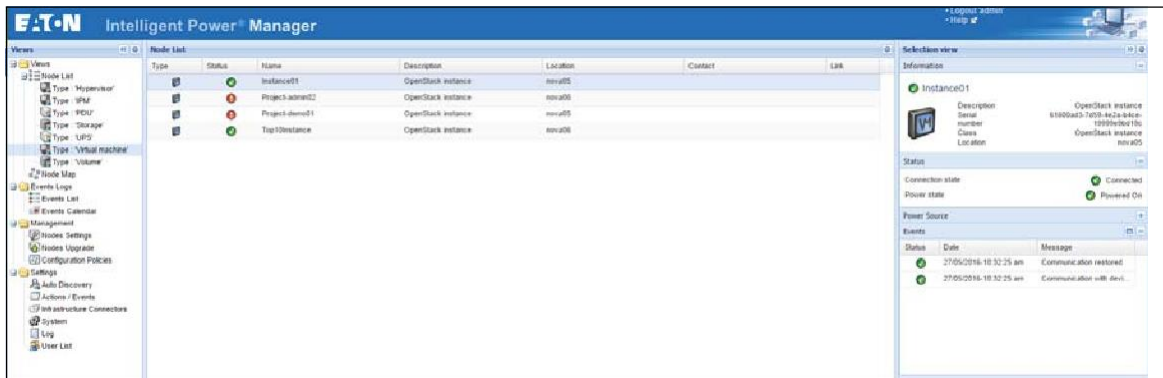 EATON Intelligent Power® Manager
Logout admin
Help
Views
Node List
Selection view
Views
Node List
Type : 'Hypervisor'
Type : 'IPM'
Type : 'PDU'
Type : 'Storage'
Type : 'UPS'
Type : 'Virtual machine'
Type : 'Volume'
Node Map
Events Logs
Events List
Events Calendar
Management
Nodes Settings
Nodes Upgrade
Configuration Policies
Settings
Auto Discovery
Actions / Events
Infrastructure Connectors
System
Log
User List
Type Status Name Description Location Contact Link
Instance01 OpenStack instance nova05
Project-admin02 OpenStack instance nova06
Project-demo01 OpenStack instance nova05
Top10Instance OpenStack instance nova06
Information
Instance01
Description OpenStack instance
Serial number
Class OpenStack instance
Location nova05
Status
Connection state Connected
Power state Powered On
Power Source
Events
Status Date Message
27/05/2016-10:32:25 am Communication restored
27/05/2016-10:32:25 am Communication with devi...